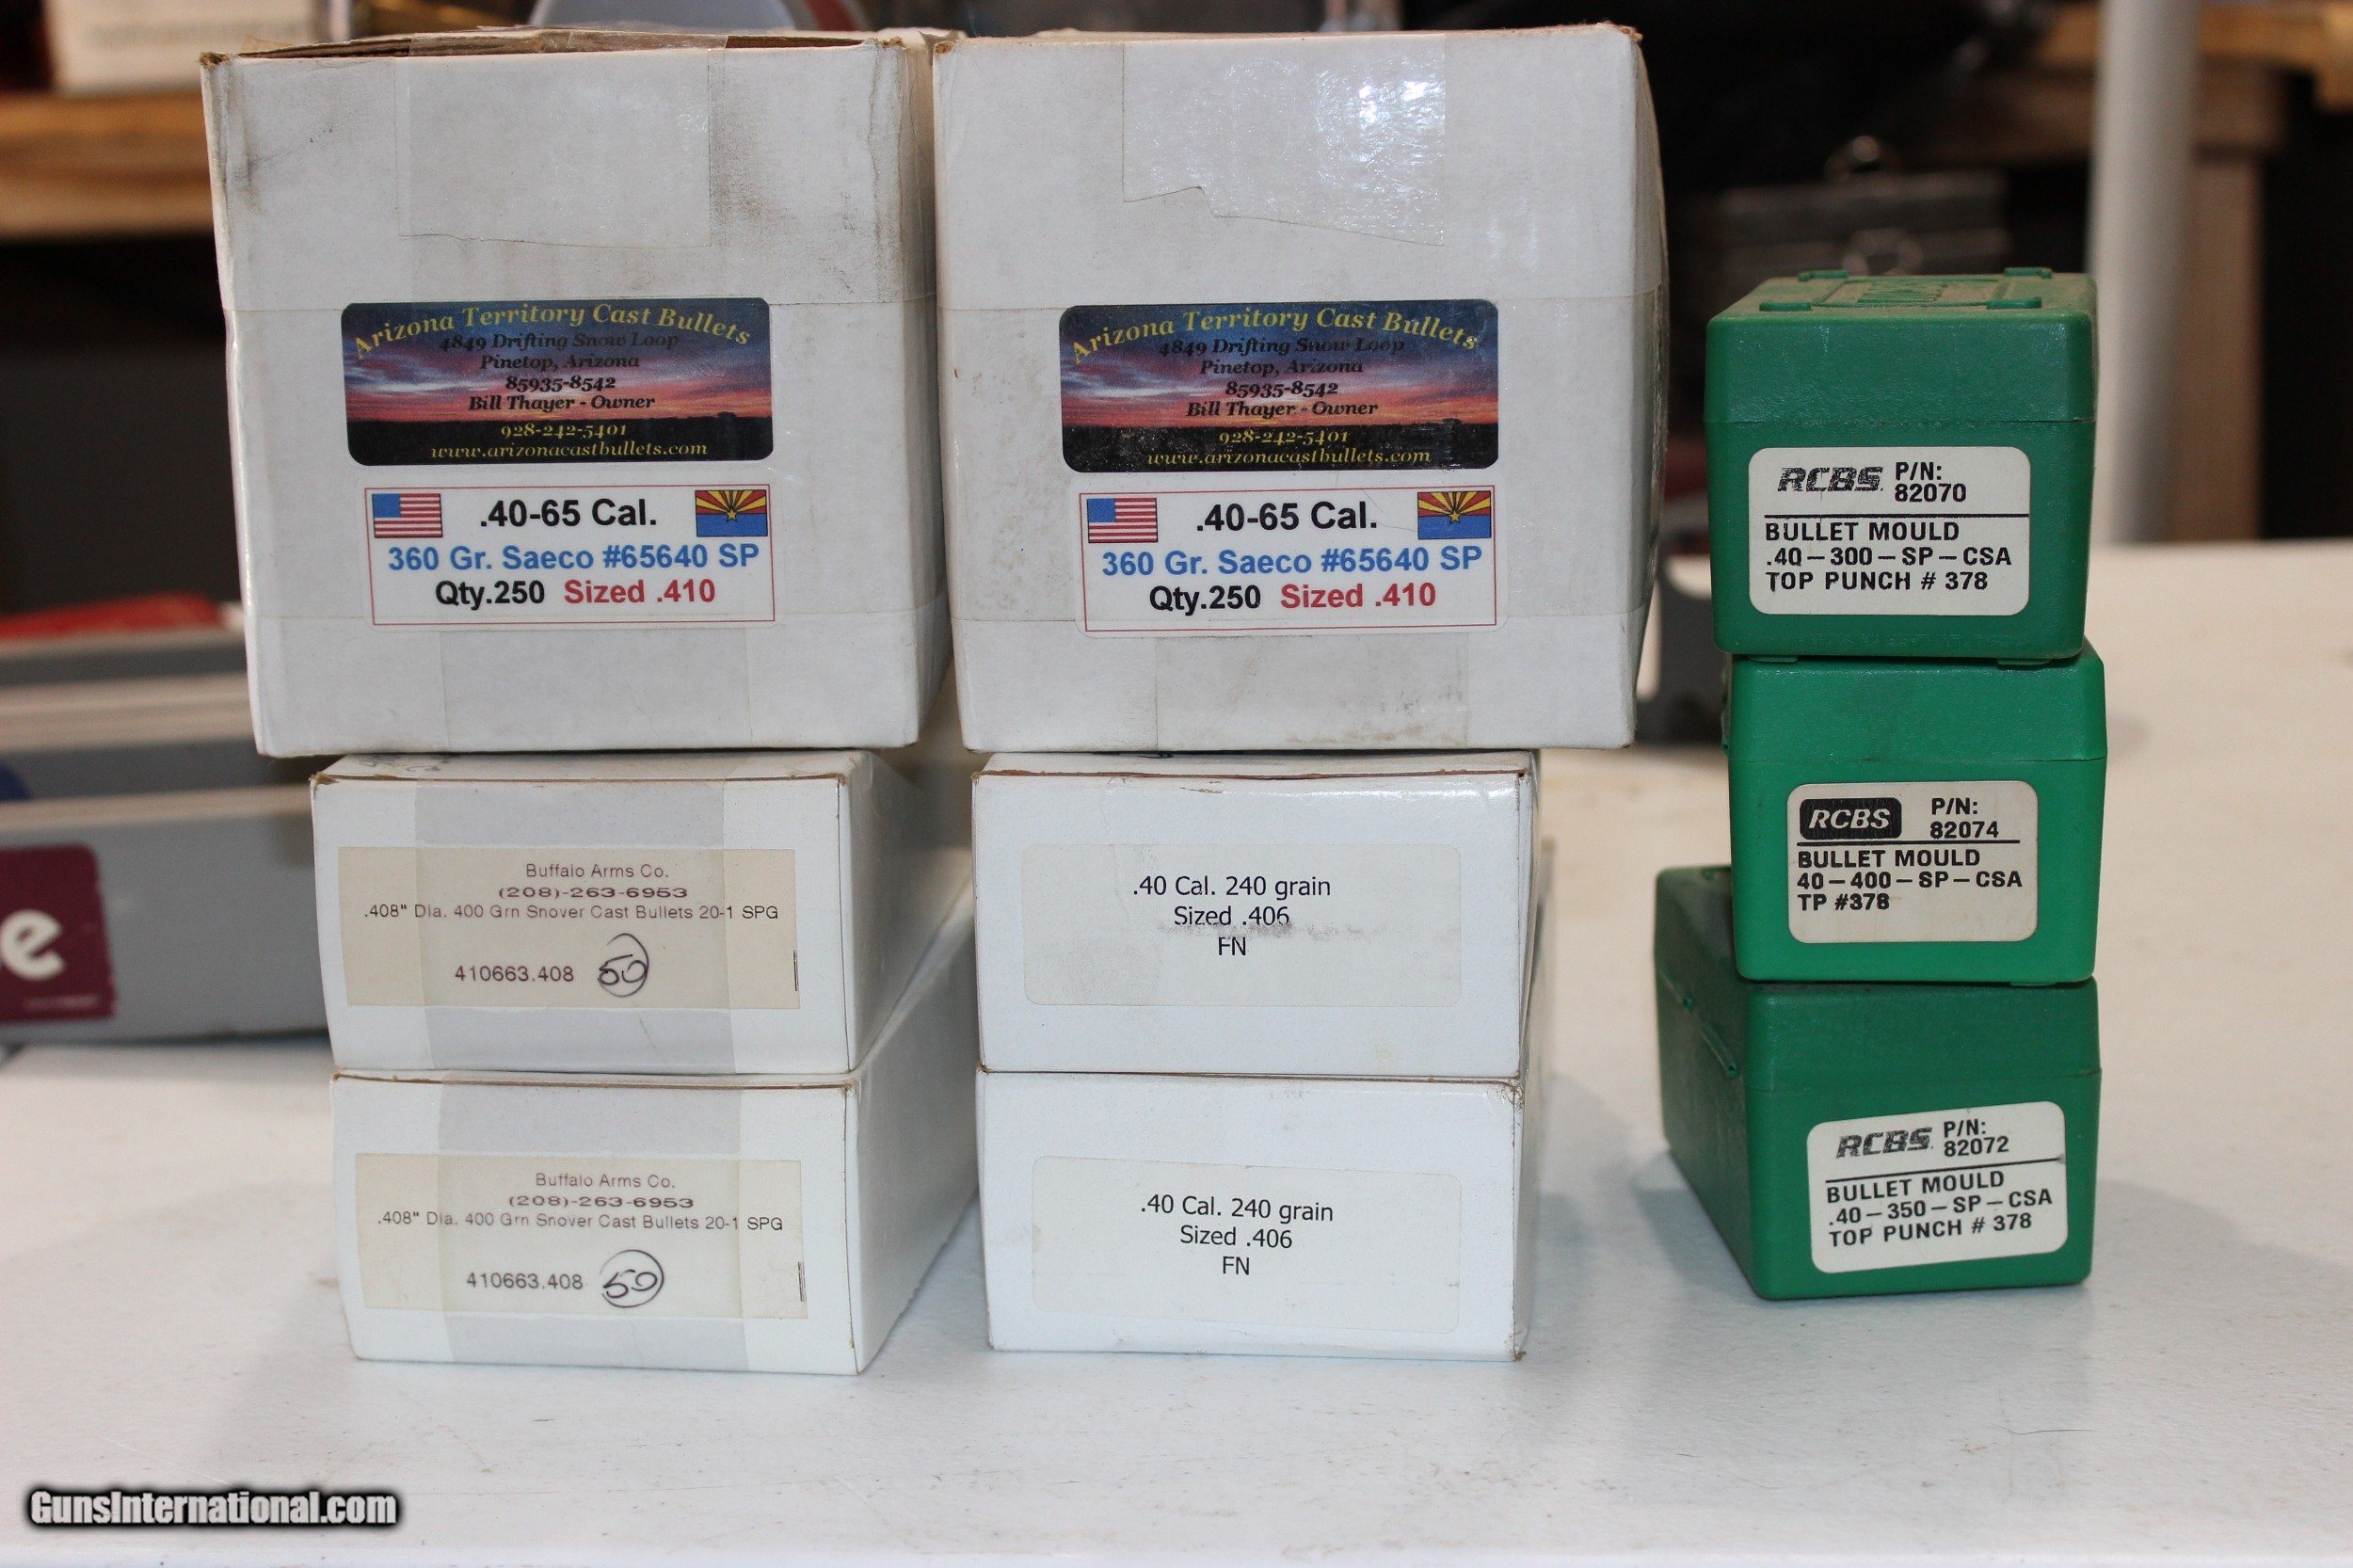 Arizona Territory Cast Bullets
4849 Drifting Snow Loop
Pinetop, Arizona
85935-8542
Bill Thayer - Owner
928-242-5401
www.arizonacastbullets.com
.40-65 Cal.
360 Gr. Saeco #65640 SP
Qty.250 Sized .410
Arizona Territory Cast Bullets
4849 Drifting Snow Loop
Pinetop, Arizona
85935-8542
Bill Thayer - Owner
928-242-5401
www.arizonacastbullets.com
.40-65 Cal.
360 Gr. Saeco #65640 SP
Qty.250 Sized .410
RCBS P/N:
82070
BULLET MOULD
.40-300-SP-CSA
TOP PUNCH # 378
RCBS P/N:
82074
BULLET MOULD
40-400-SP-CSA
TP #378
RCBS P/N:
82072
BULLET MOULD
.40-350-SP-CSA
TOP PUNCH # 378
Buffalo Arms Co.
(208)-263-6953
.408" Dia. 400 Grn Snover Cast Bullets 20-1 SPG
410663.408 50
.40 Cal. 240 grain
Sized .406
FN
Buffalo Arms Co.
(208)-263-6953
.408" Dia. 400 Grn Snover Cast Bullets 20-1 SPG
410663.408 50
.40 Cal. 240 grain
Sized .406
FN
e
GunsInternational.com